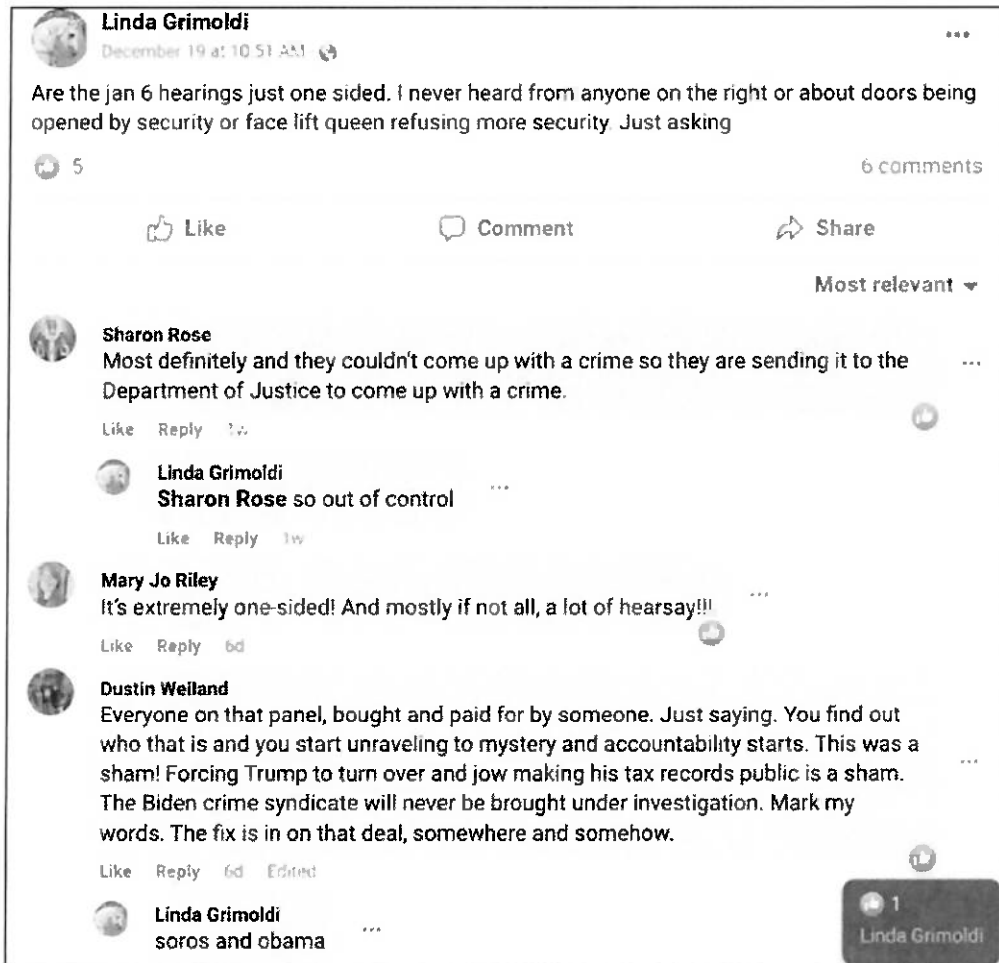 Linda Grimoldi
December 19 at 10:51 AM
Are the jan 6 hearings just one sided. I never heard from anyone on the right or about doors being
opened by security or face lift queen refusing more security. Just asking
5
6 comments
Like Comment Share
Most relevant
Sharon Rose
Most definitely and they couldn't come up with a crime so they are sending it to the
Department of Justice to come up with a crime.
Like Reply 1w
Linda Grimoldi
Sharon Rose so out of control
Like Reply 1w
Mary Jo Riley
It's extremely one-sided! And mostly if not all, a lot of hearsay!!!
Like Reply 6d
Dustin Weiland
Everyone on that panel, bought and paid for by someone. Just saying. You find out
who that is and you start unraveling to mystery and accountability starts. This was a
sham! Forcing Trump to turn over and jow making his tax records public is a sham.
The Biden crime syndicate will never be brought under investigation. Mark my
words. The fix is in on that deal, somewhere and somehow.
Like Reply 6d Edited
Linda Grimoldi
soros and obama
1
Linda Grimoldi